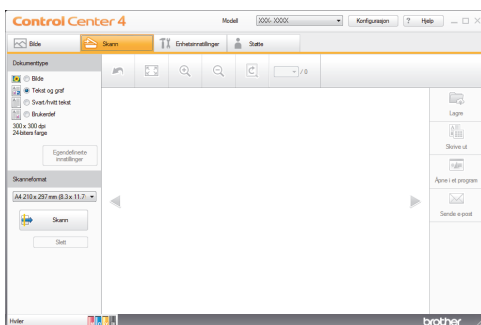 Control Center 4
Modell
XXX- XXXX
Konfigurasjon
?
Hjelp
Bilde
Skann
Enhetsinnstillinger
Støtte
Dokumenttype
Bilde
Tekst og graf
Svart/hvitt tekst
Brukerdef
300 x 300 dpi
24-biters farge
Egendefinerte
innstillinger
Skanneformat
A4 210 x 297 mm (8.3 x 11.7)
Skann
Slett
/ 0
Lagre
Skrive ut
Åpne i et program
Sende e-post
Hviler
brother